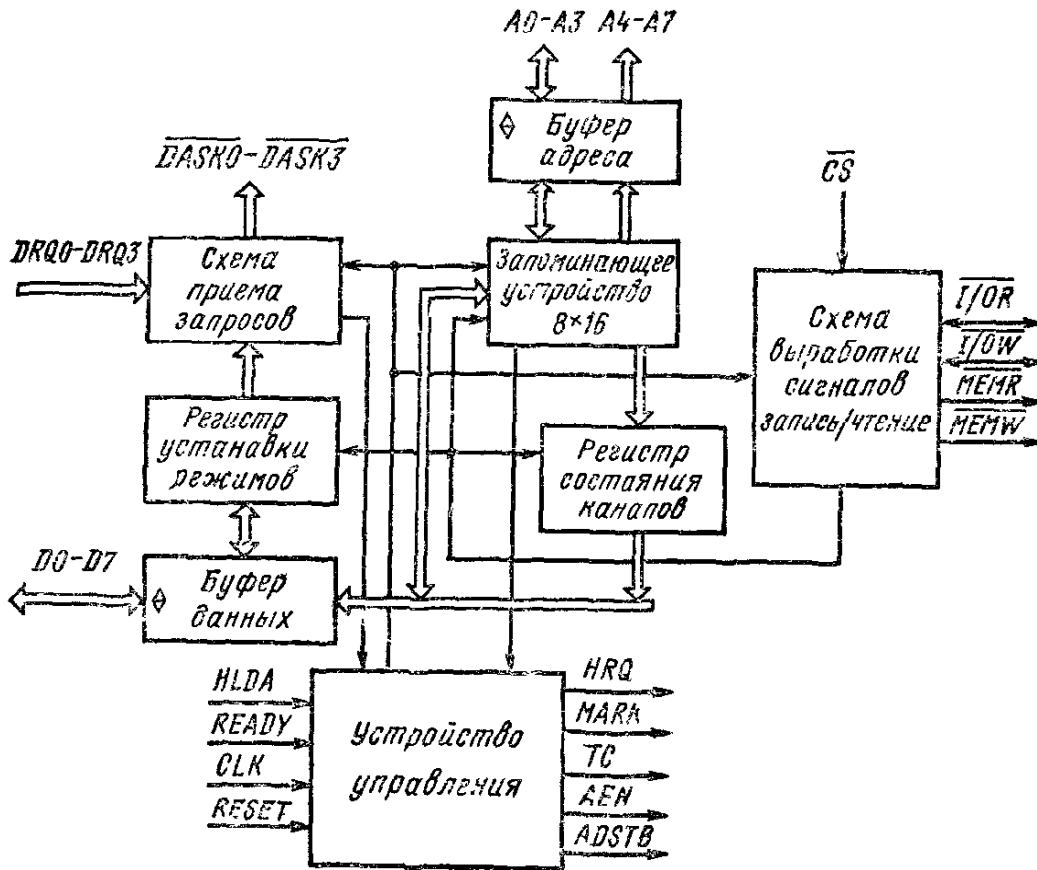 A0-A3 A4-A7
Буфер
адреса
DASK0-DASK3
CS
DRQ0-DRQ3
Схема
приема
запросов
Запоминающее
устройство
8×16
Схема
выработки
сигналов
запись/чтение
I/OR
I/OW
MEMR
MEMW
Регистр
установки
режимов
Регистр
состояния
каналов
D0-D7
Буфер
данных
HLDA
READY
CLK
RESET
Устройство
управления
HRQ
MARK
TC
AEN
ADSTB